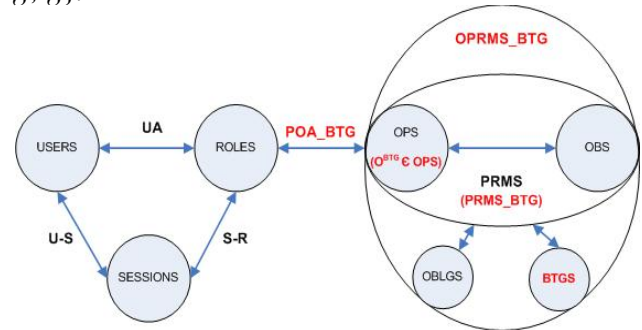 OPRMS_BTG
UA
POA_BTG
USERS
ROLES
OPS
(O^BTG € OPS)
OBS
PRMS
(PRMS_BTG)
U-S
S-R
SESSIONS
OBLGS
BTGS